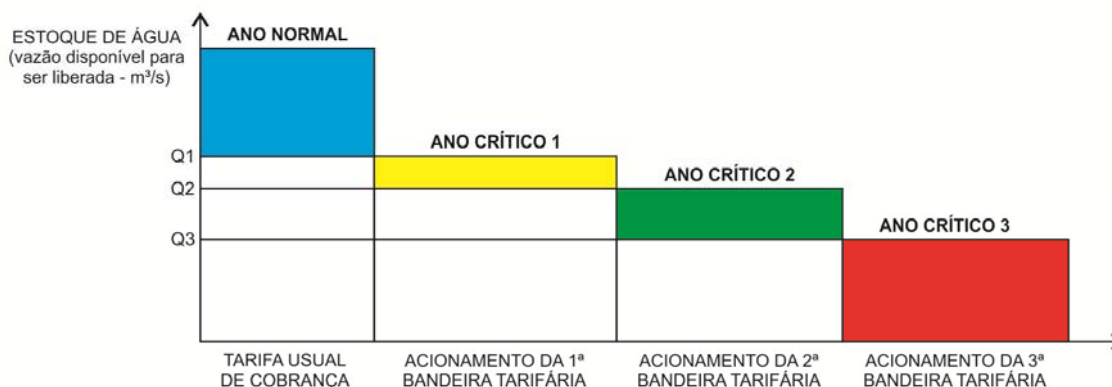 ESTOQUE DE ÁGUA
(vazão disponível para
ser liberada - m³/s)
ANO NORMAL
Q1
ANO CRÍTICO 1
Q2
ANO CRÍTICO 2
Q3
ANO CRÍTICO 3
TARIFA USUAL
DE COBRANÇA
ACIONAMENTO DA 1ª
BANDEIRA TARIFÁRIA
ACIONAMENTO DA 2ª
BANDEIRA TARIFÁRIA
ACIONAMENTO DA 3ª
BANDEIRA TARIFÁRIA